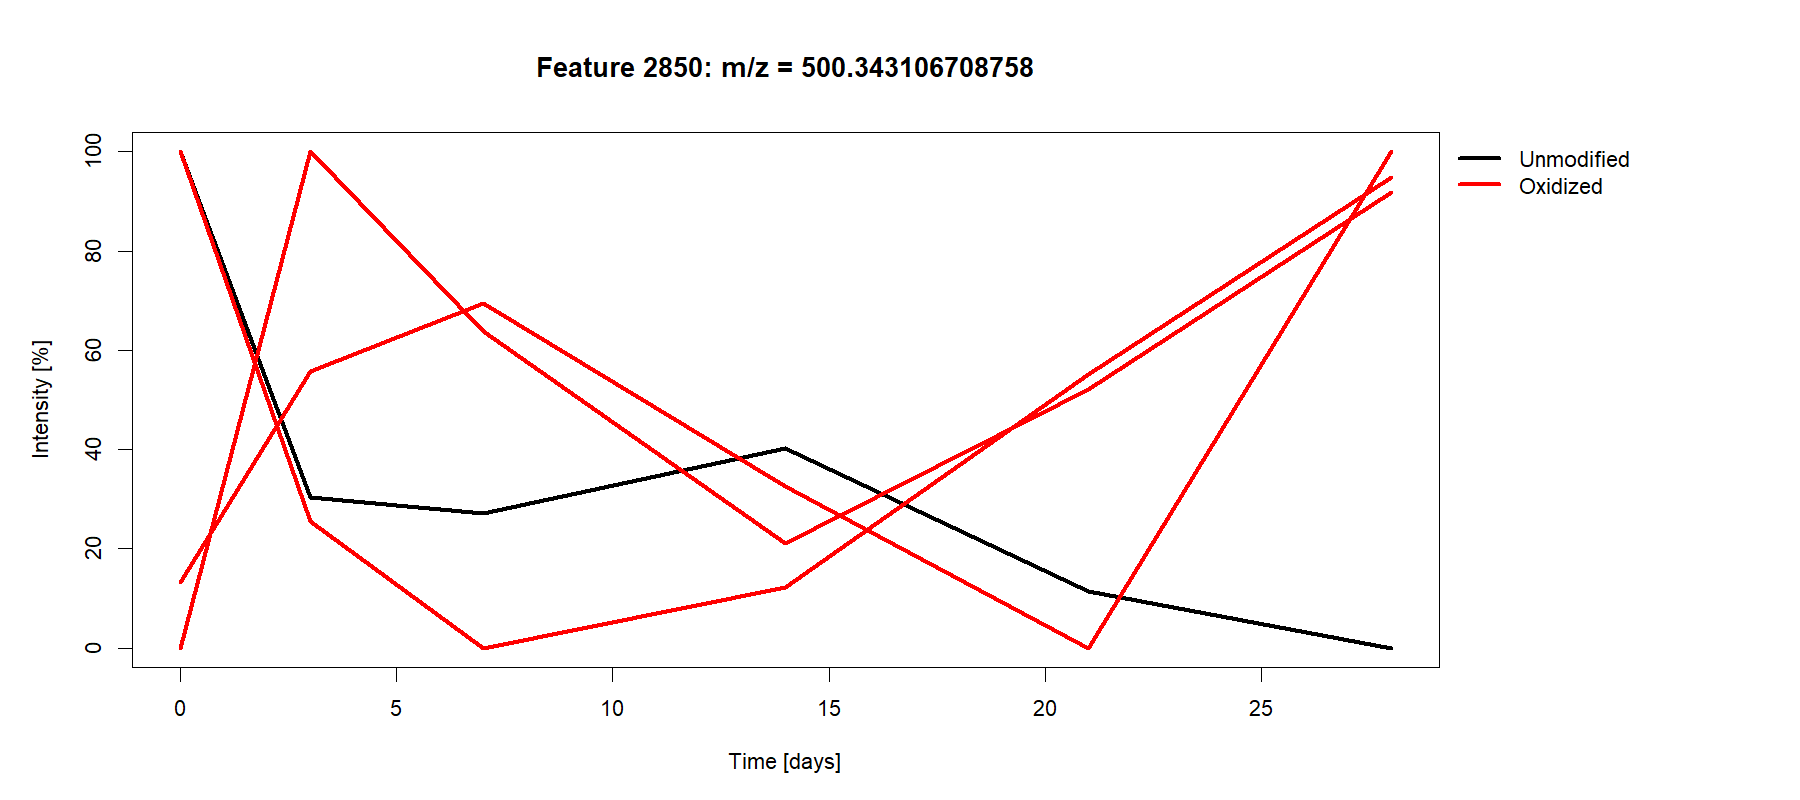 Feature 2850: m/z = 500.343106708758
Unmodified
Oxidized
Intensity [%]
100
80
60
40
20
0
0 5 10 15 20 25
Time [days]